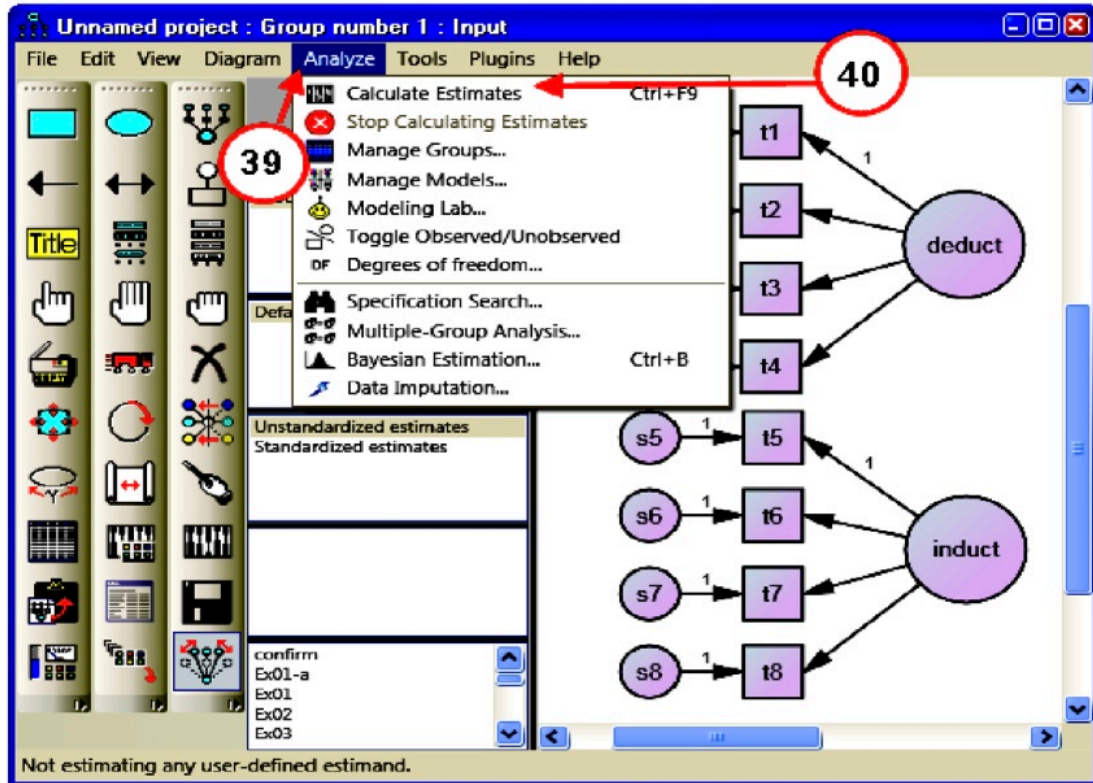 Unnamed project : Group number 1 : Input
File Edit View Diagram Analyze Tools Plugins Help
39
40
Calculate Estimates Ctrl+F9
Stop Calculating Estimates
Manage Groups...
Manage Models...
Modeling Lab...
Toggle Observed/Unobserved
DF Degrees of freedom...
Specification Search...
Multiple-Group Analysis...
Bayesian Estimation... Ctrl+B
Data Imputation...
Title
Defa
Unstandardized estimates
Standardized estimates
confirm
Ex01-a
Ex01
Ex02
Ex03
t1
1
t2
deduct
t3
t4
s5 1 t5
1
s6 1 t6
induct
s7 1 t7
s8 1 t8
Not estimating any user-defined estimand.